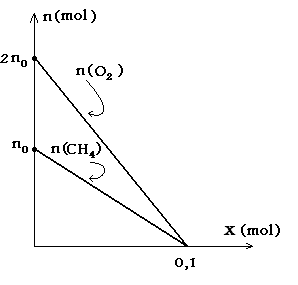 n(mol)
2n₀
n(O₂)
n₀
n(CH₄)
X (mol)
0,1